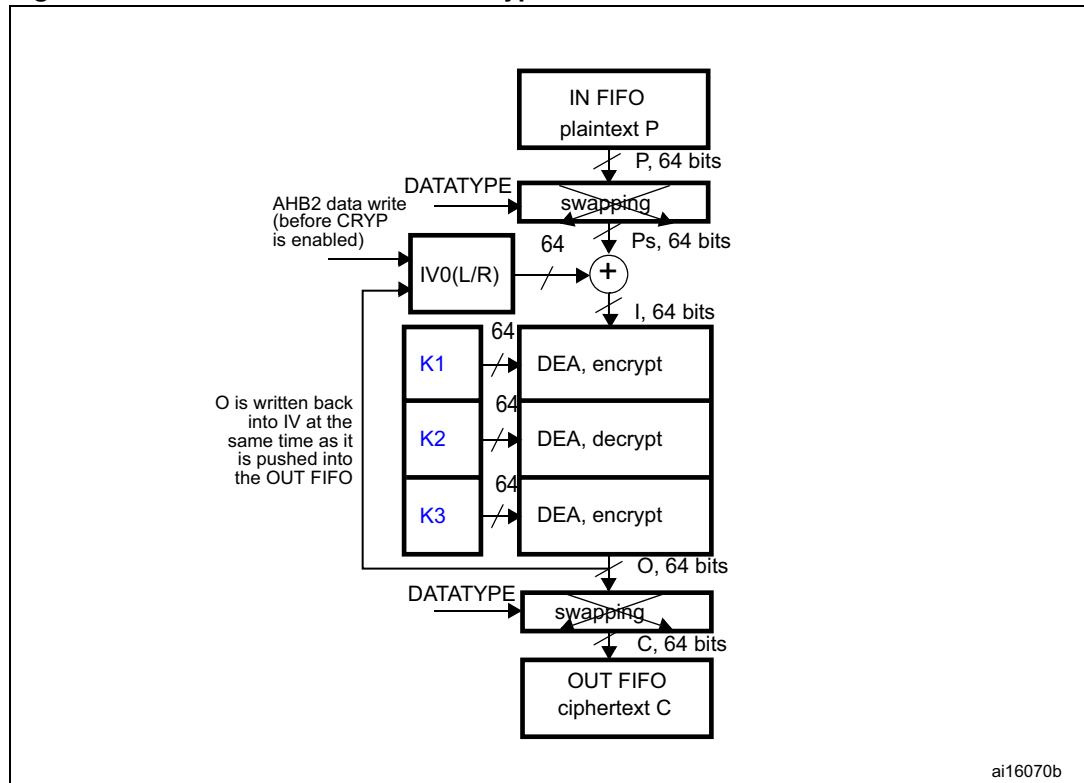 IN FIFO
plaintext P
P, 64 bits
DATATYPE
swapping
AHB2 data write
(before CRYP
is enabled)
Ps, 64 bits
64
IV0(L/R)
+
I, 64 bits
64
K1
DEA, encrypt
64
K2
DEA, decrypt
64
K3
DEA, encrypt
O is written back
into IV at the
same time as it
is pushed into
the OUT FIFO
O, 64 bits
DATATYPE
swapping
C, 64 bits
OUT FIFO
ciphertext C
ai16070b